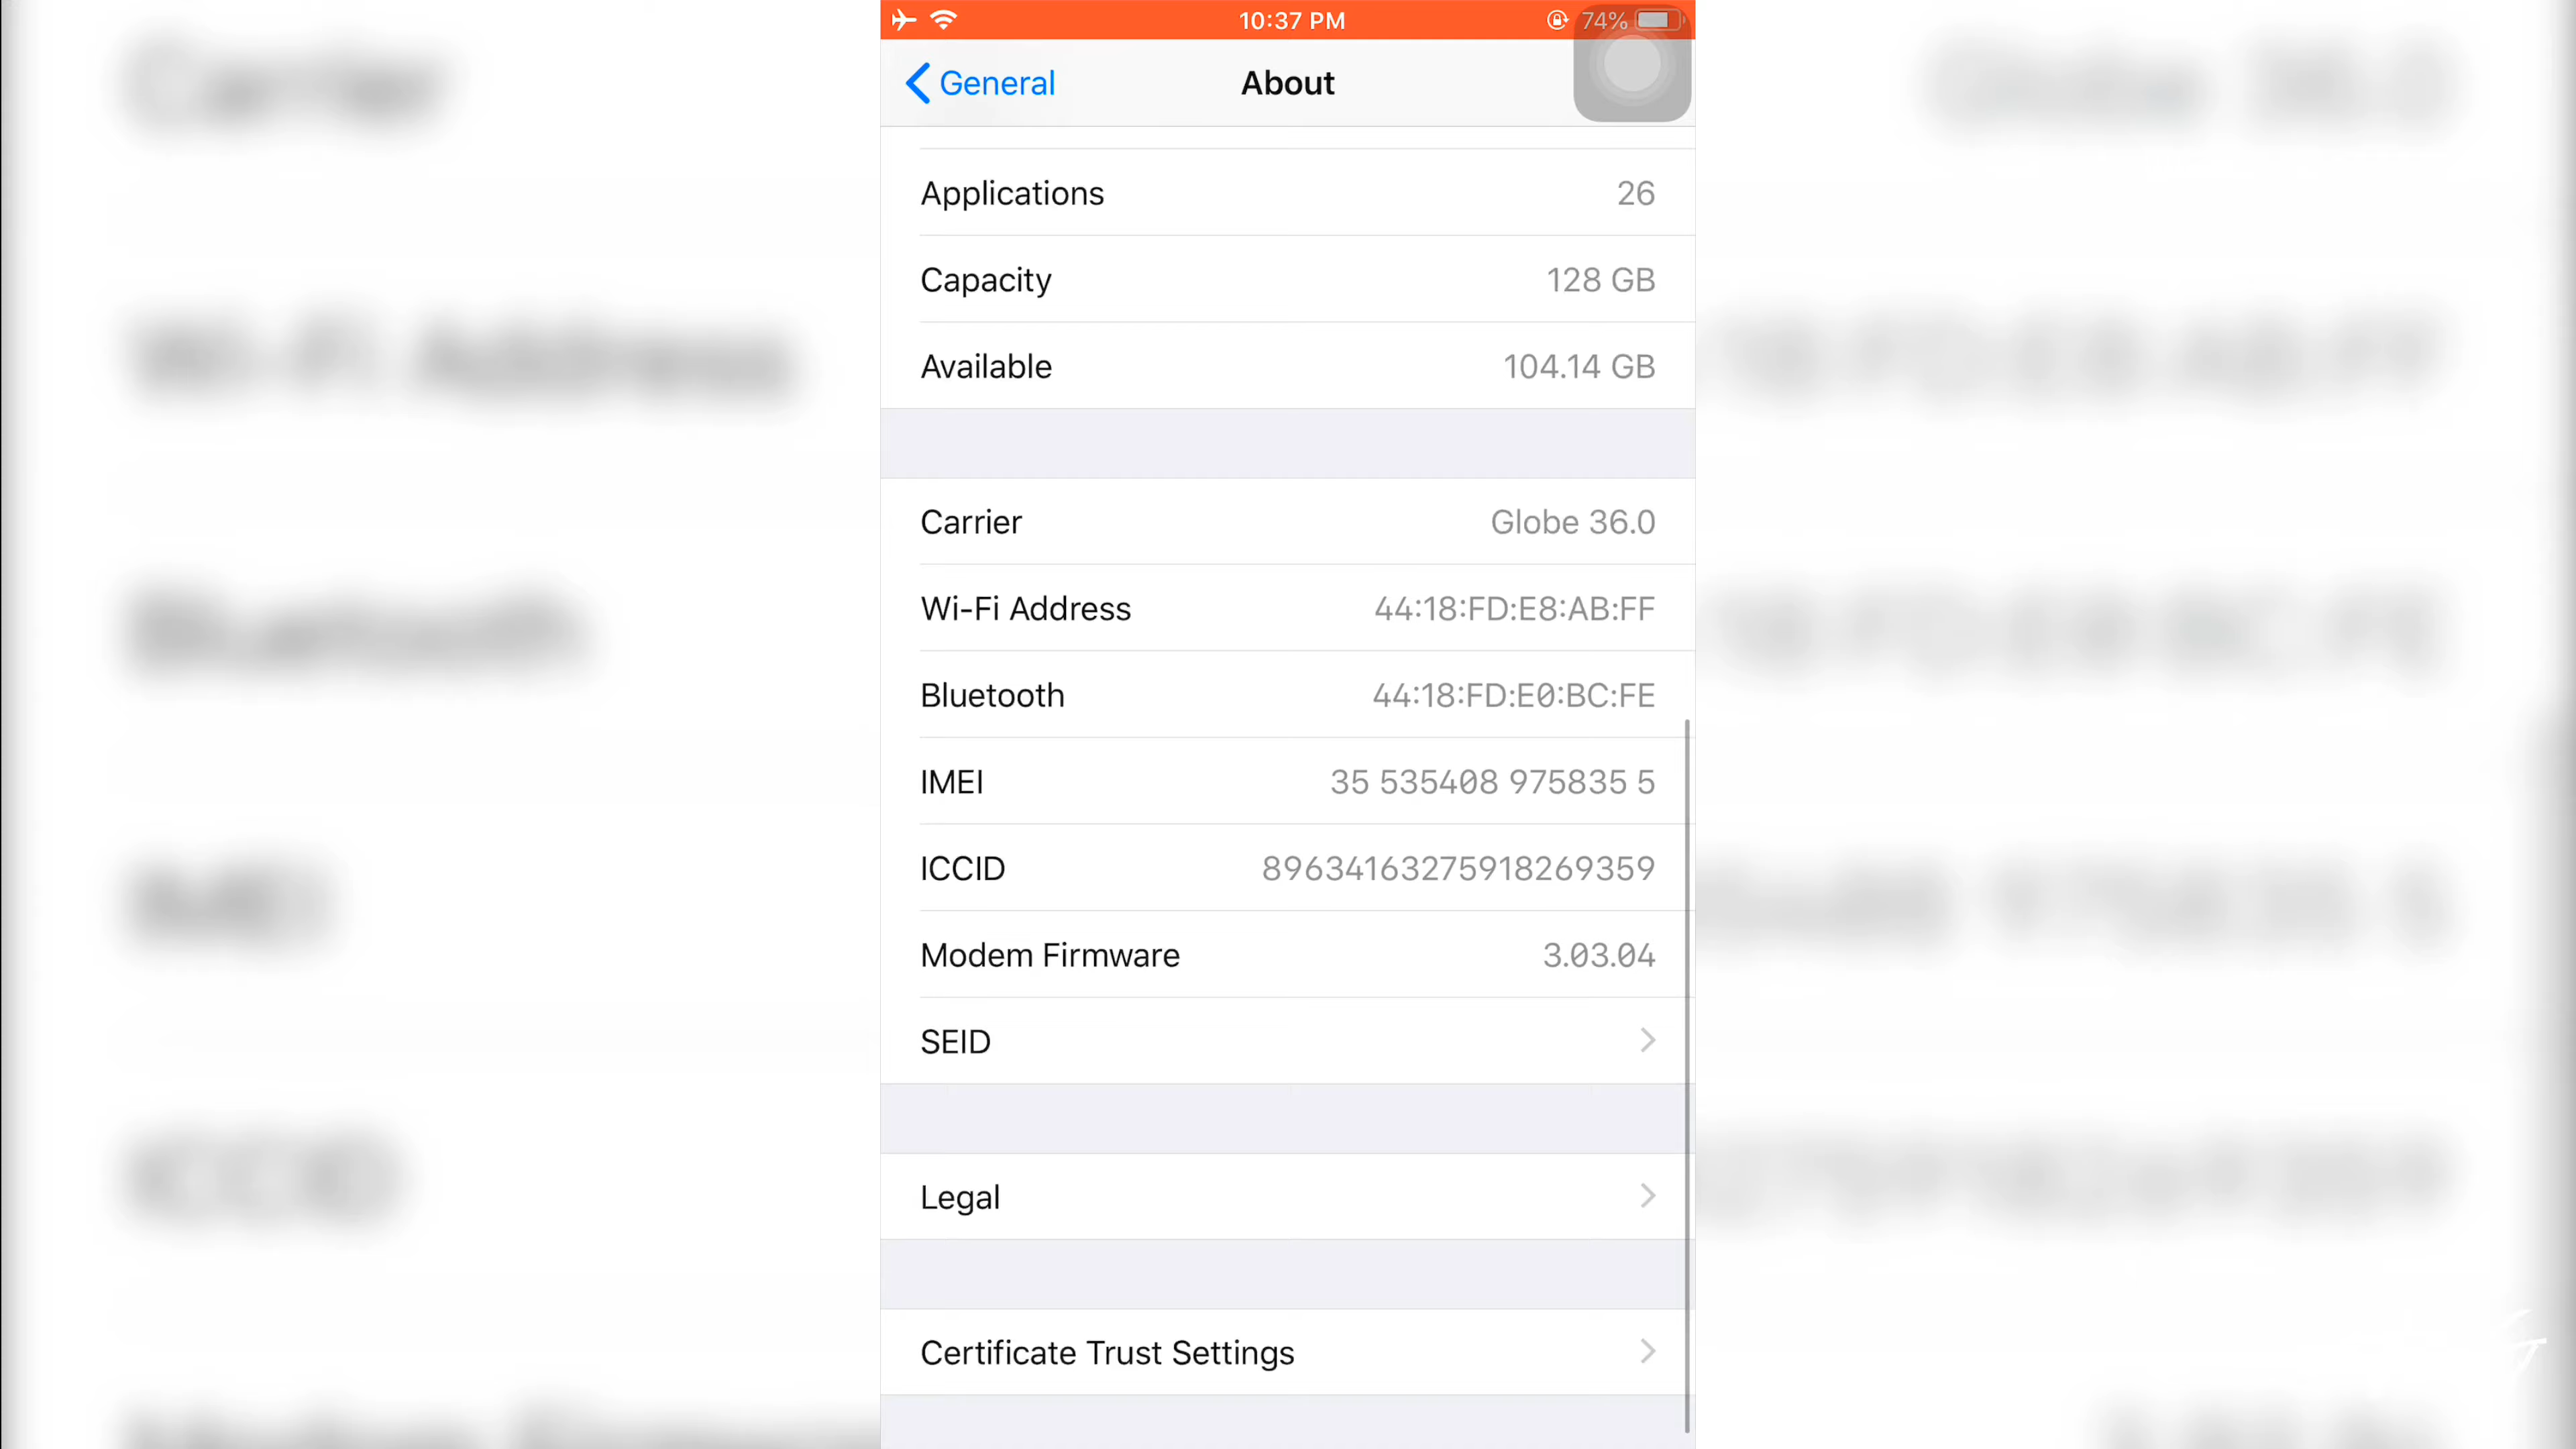 10:37 PM
74%
General
About
Applications 26
Capacity 128 GB
Available 104.14 GB
Carrier Globe 36.0
Wi-Fi Address 44:18:FD:E8:AB:FF
Bluetooth 44:18:FD:E0:BC:FE
IMEI 35 535408 975835 5
ICCID 89634163275918269359
Modem Firmware 3.03.04
SEID
Legal
Certificate Trust Settings